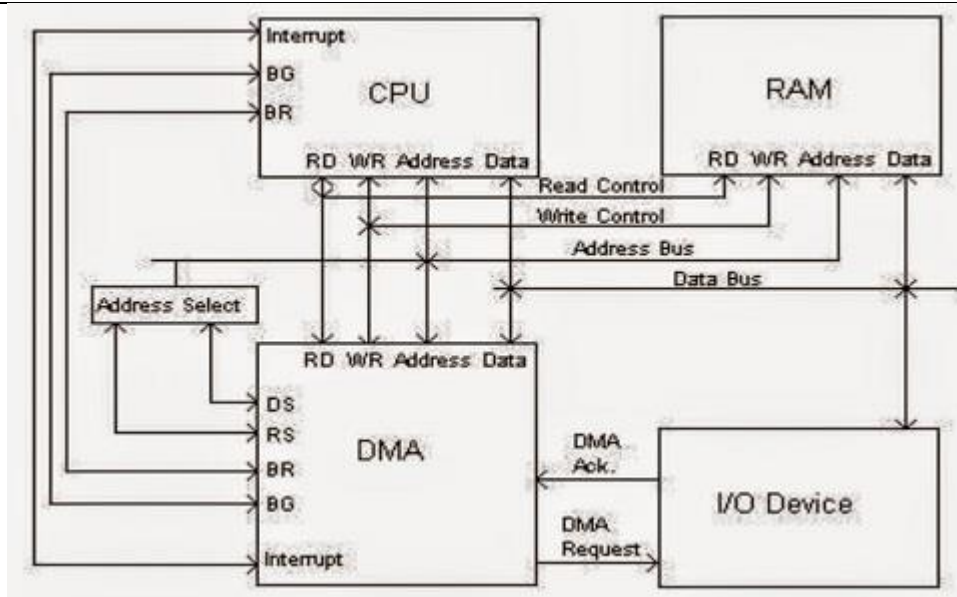 Interrupt
BG
CPU
BR
RD WR Address Data
RAM
RD WR Address Data
Read Control
Write Control
Address Bus
Data Bus
Address Select
RD WR Address Data
DS
RS
DMA
BR
BG
Interrupt
DMA
Ack.
DMA
Request
I/O Device